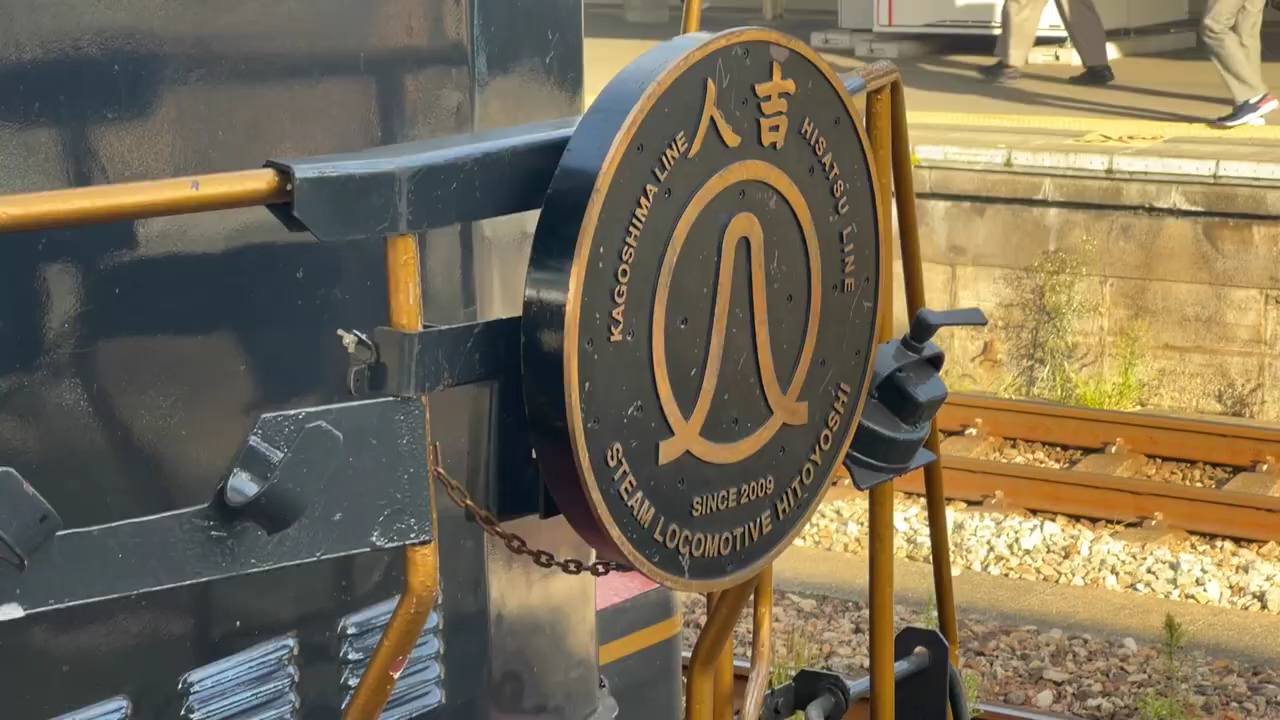 人吉
KAGOSHIMA LINE
HISATSU LINE
SINCE 2009
STEAM LOCOMOTIVE HITOYOSHI